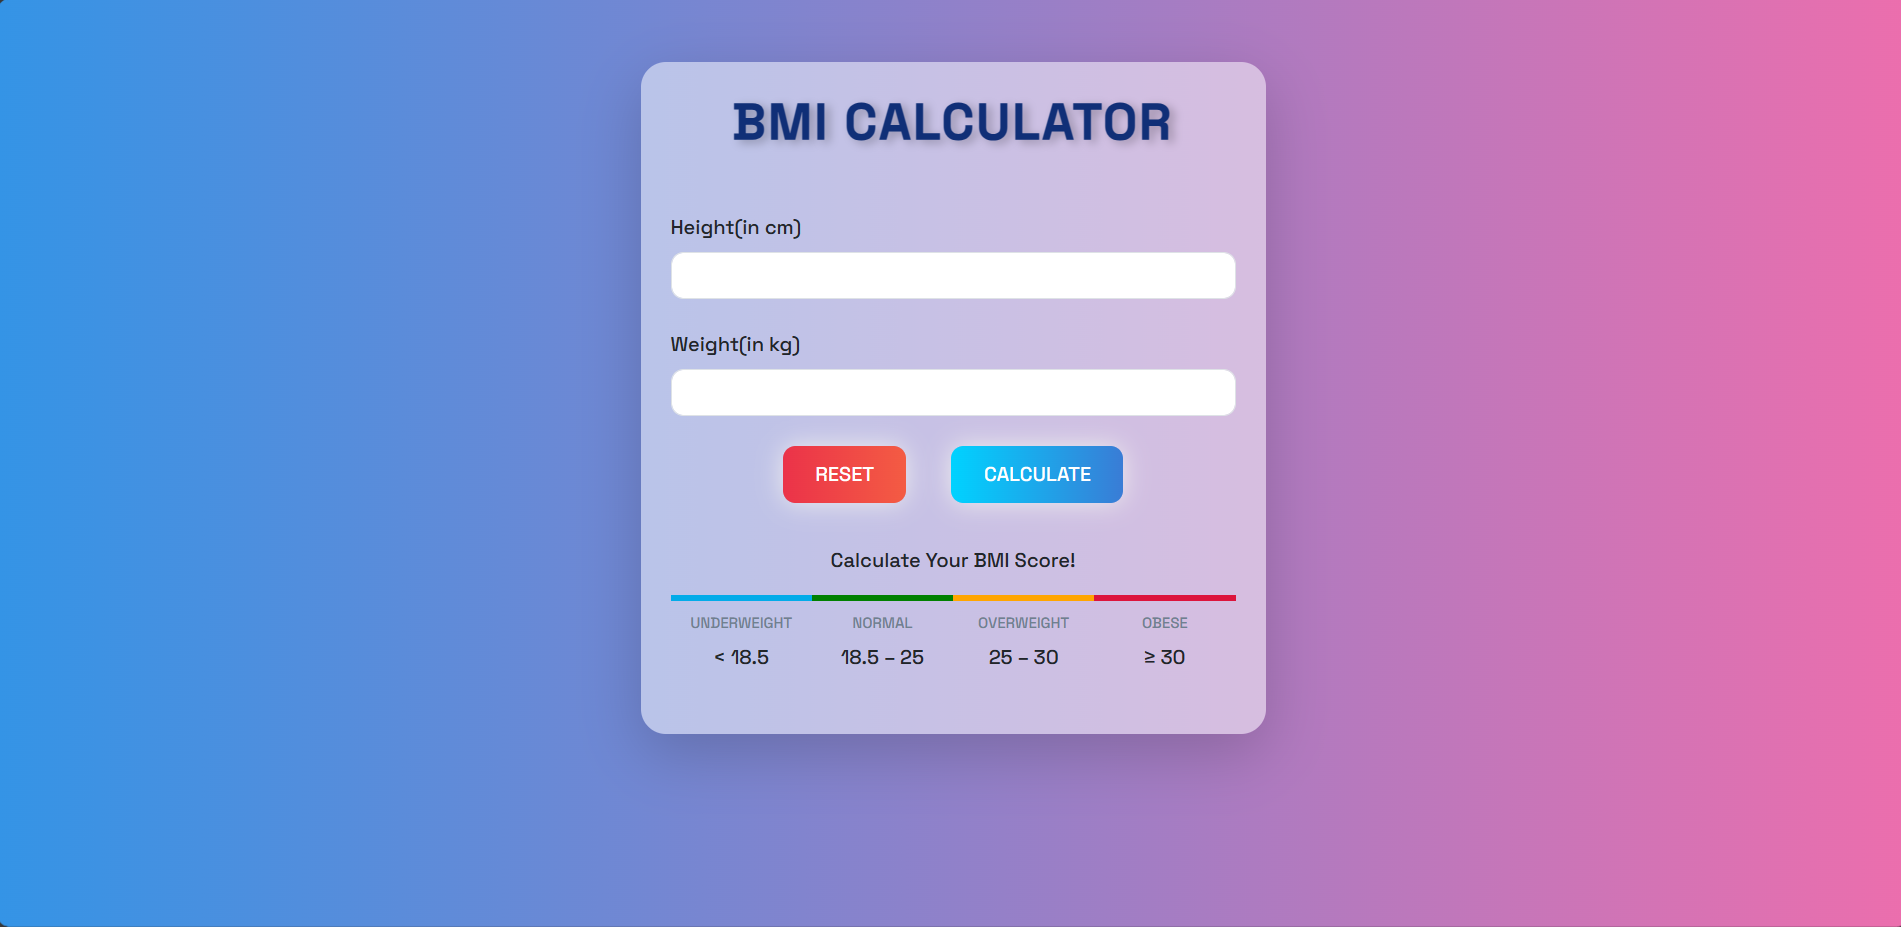 BMI CALCULATOR
Height(in cm)
Weight(in kg)
RESET CALCULATE
Calculate Your BMI Score!
UNDERWEIGHT NORMAL OVERWEIGHT OBESE
< 18.5 18.5 – 25 25 – 30 ≥ 30